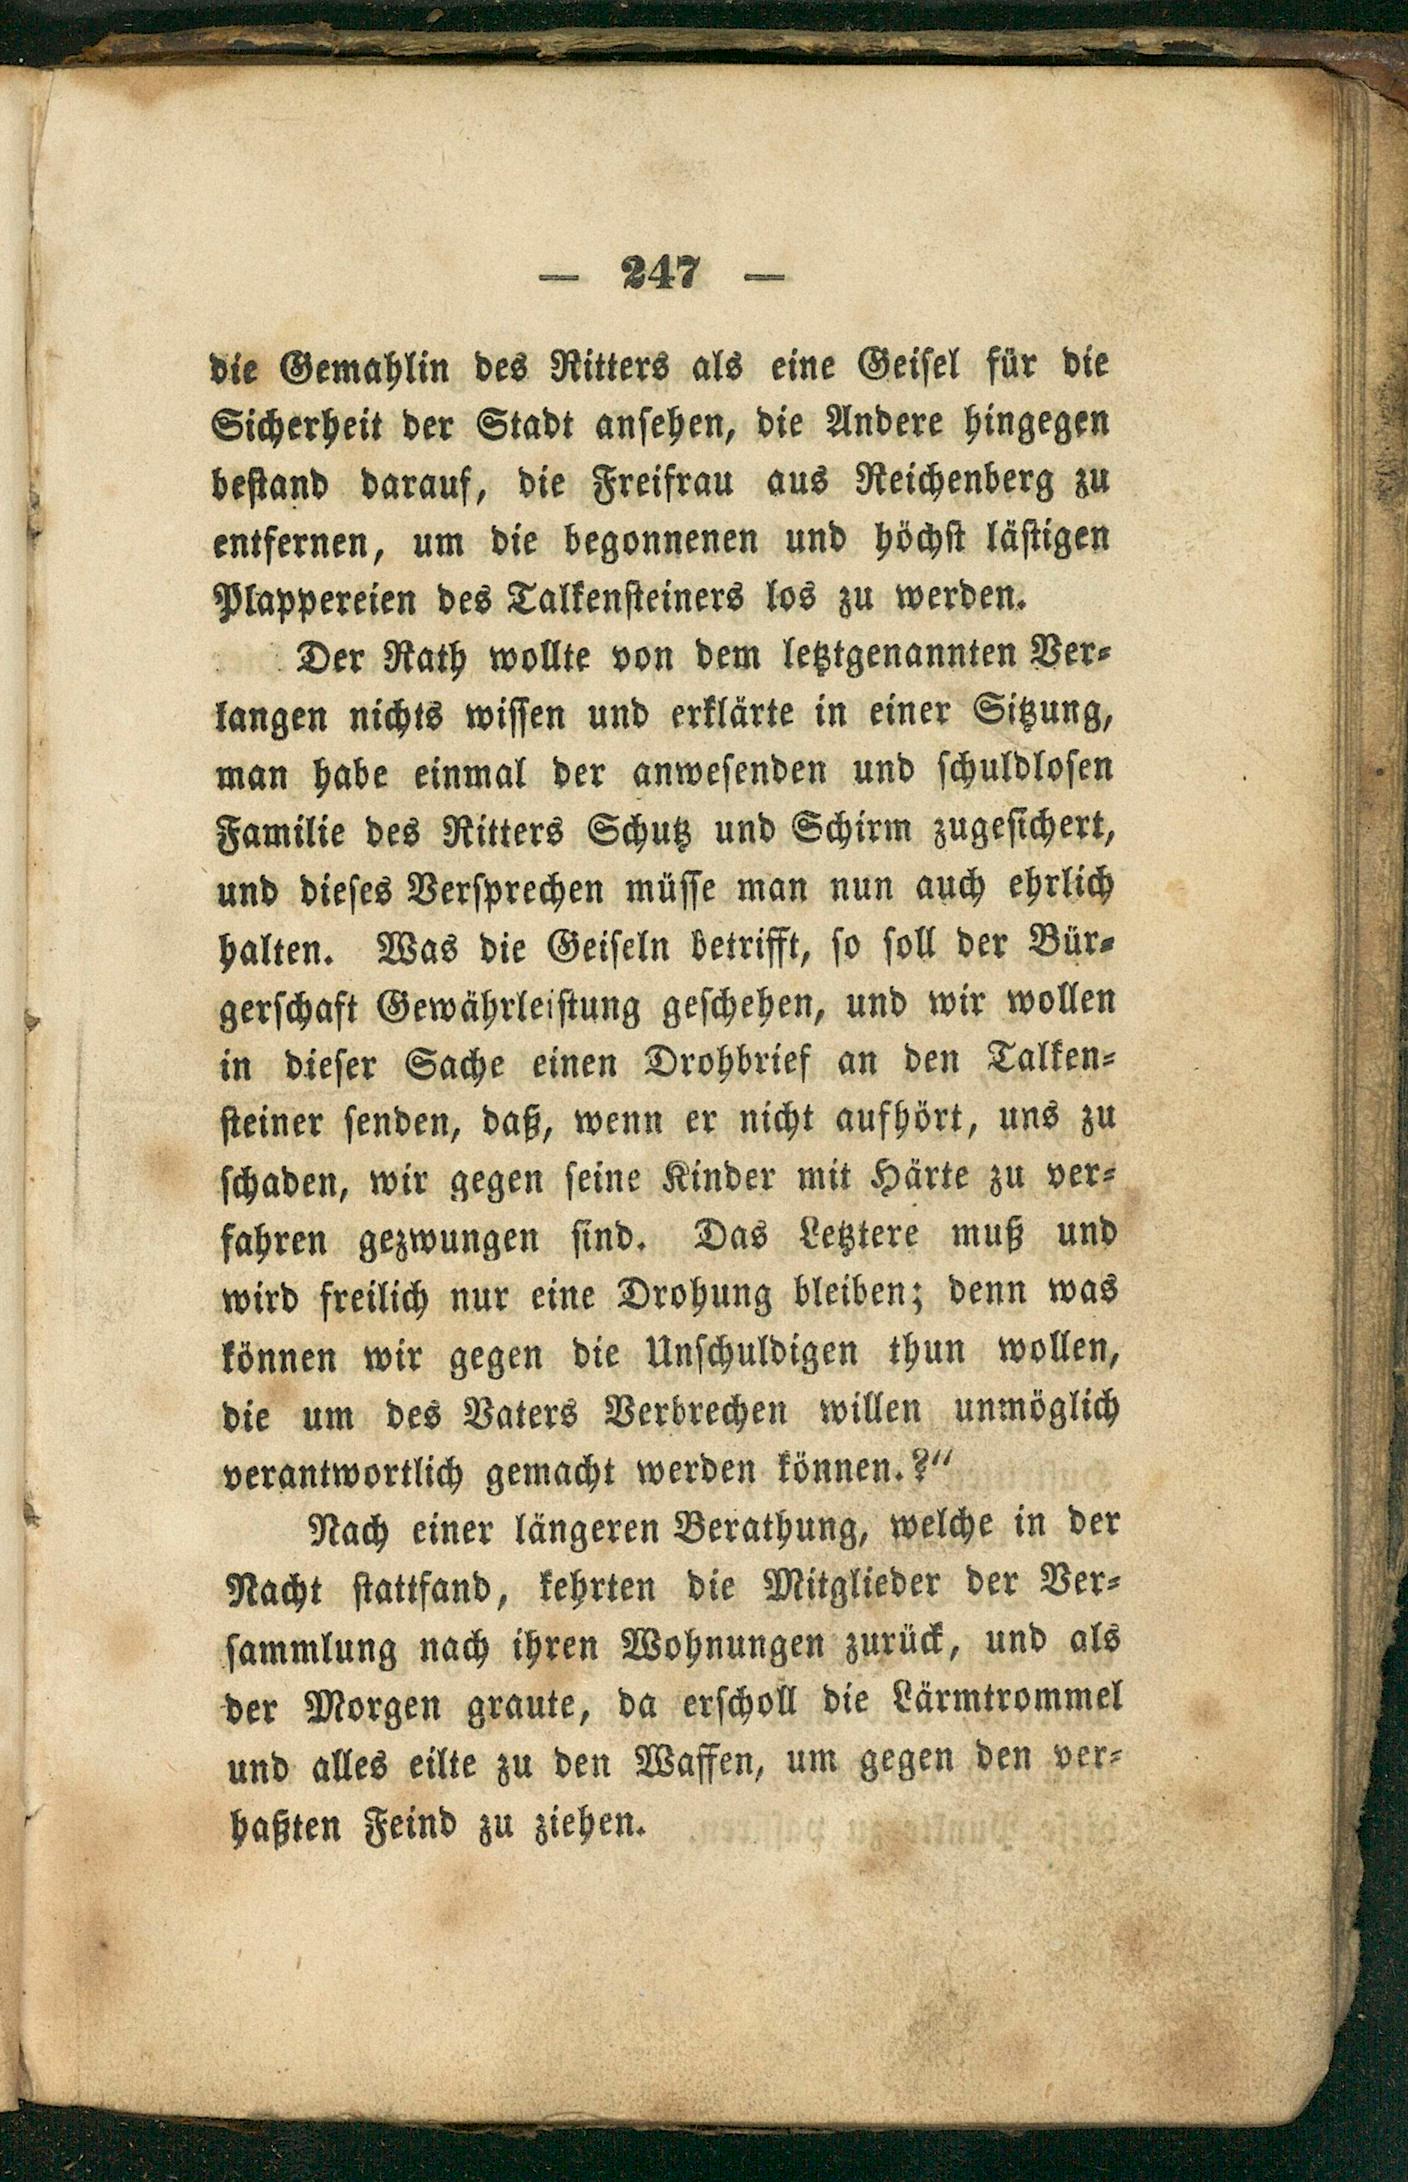 — 247 —
die Gemahlin des Ritters als eine Geisel für die
Sicherheit der Stadt ansehen, die Andere hingegen
bestand darauf, die Freifrau aus Reichenberg zu
entfernen, um die begonnenen und höchst lästigen
Plappereien des Talkensteiners los zu werden.
Der Rath wollte von dem letztgenannten Ver-
langen nichts wissen und erklärte in einer Sitzung,
man habe einmal der anwesenden und schuldlosen
Familie des Ritters Schutz und Schirm zugesichert,
und dieses Versprechen müsse man nun auch ehrlich
halten. Was die Geiseln betrifft, so soll der Bür-
gerschaft Gewährleistung geschehen, und wir wollen
in dieser Sache einen Drohbrief an den Talken-
steiner senden, daß, wenn er nicht aufhört, uns zu
schaden, wir gegen seine Kinder mit Härte zu ver-
fahren gezwungen sind. Das Letztere muß und
wird freilich nur eine Drohung bleiben; denn was
können wir gegen die Unschuldigen thun wollen,
die um des Vaters Verbrechen willen unmöglich
verantwortlich gemacht werden können.?“
Nach einer längeren Berathung, welche in der
Nacht stattfand, kehrten die Mitglieder der Ver-
sammlung nach ihren Wohnungen zurück, und als
der Morgen graute, da erscholl die Lärmtrommel
und alles eilte zu den Waffen, um gegen den ver-
haßten Feind zu ziehen.